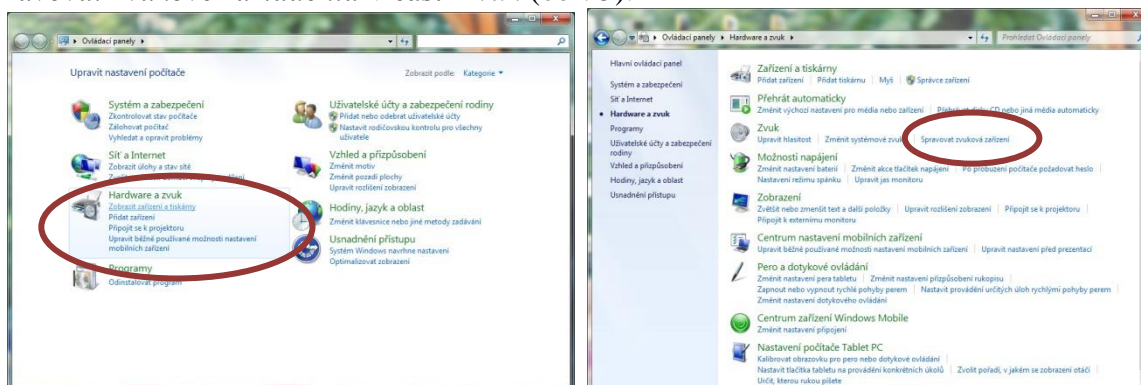 Ovládací panely
Upravit nastavení počítače
Zobrazit podle: Kategorie
Systém a zabezpečení
Zkontrolovat stav počítače
Zálohovat počítač
Vyhledat a opravit problémy
Síť a Internet
Zobrazit úlohy a stav sítě
Hardware a zvuk
Zobrazit zařízení a tiskárny
Přidat zařízení
Připojit se k projektoru
Upravit běžně používané možnosti nastavení
mobilních zařízení
Programy
Odinstalovat program
Uživatelské účty a zabezpečení rodiny
Přidat nebo odebrat uživatelské účty
Nastavit rodičovskou kontrolu pro všechny
uživatele
Vzhled a přizpůsobení
Změnit motiv
Změnit pozadí plochy
Upravit rozlišení zobrazení
Hodiny, jazyk a oblast
Změnit klávesnice nebo jiné metody zadávání
Usnadnění přístupu
Systém Windows navrhne nastavení
Optimalizovat zobrazení
Ovládací panely Hardware a zvuk
Prohledat Ovládací panely
Hlavní ovládací panel
Systém a zabezpečení
Síť a Internet
Hardware a zvuk
Programy
Uživatelské účty a zabezpečení
rodiny
Vzhled a přizpůsobení
Hodiny, jazyk a oblast
Usnadnění přístupu
Zařízení a tiskárny
Přidat zařízení Přidat tiskárnu Myš Správce zařízení
Přehrát automaticky
Změnit výchozí nastavení pro média nebo zařízení Přehrávat disky CD nebo jiná média automaticky
Zvuk
Upravit hlasitost Změnit systémové Spravovat zvuková zařízení
Možnosti napájení
Změnit nastavení baterií Změnit akce tlačítek napájení Po probuzení počítače požadovat heslo
Nastavení režimu spánku Upravit jas monitoru
Zobrazení
Zvětšit nebo zmenšit text a další položky Upravit rozlišení zobrazení Připojit k projektoru
Připojit k externímu monitoru
Centrum nastavení mobilních zařízení
Upravit běžně používané možnosti nastavení mobilních zařízení Upravit nastavení před prezentací
Pero a dotykové ovládání
Změnit nastavení pera tabletu Změnit nastavení přizpůsobení rukopisu
Zapnout nebo vypnout rychlé pohyby perem Nastavit provádění určitých úloh rychlými pohyby perem
Změnit nastavení dotykového ovládání
Centrum zařízení Windows Mobile
Změnit nastavení připojení
Nastavení počítače Tablet PC
Kalibrovat obrazovku pro pero nebo dotykové ovládání
Nastavit tlačítka tabletu na provádění konkrétních úkolů Zvolit pořadí, v jakém se zobrazení otáčí
Určit, kterou rukou píšete